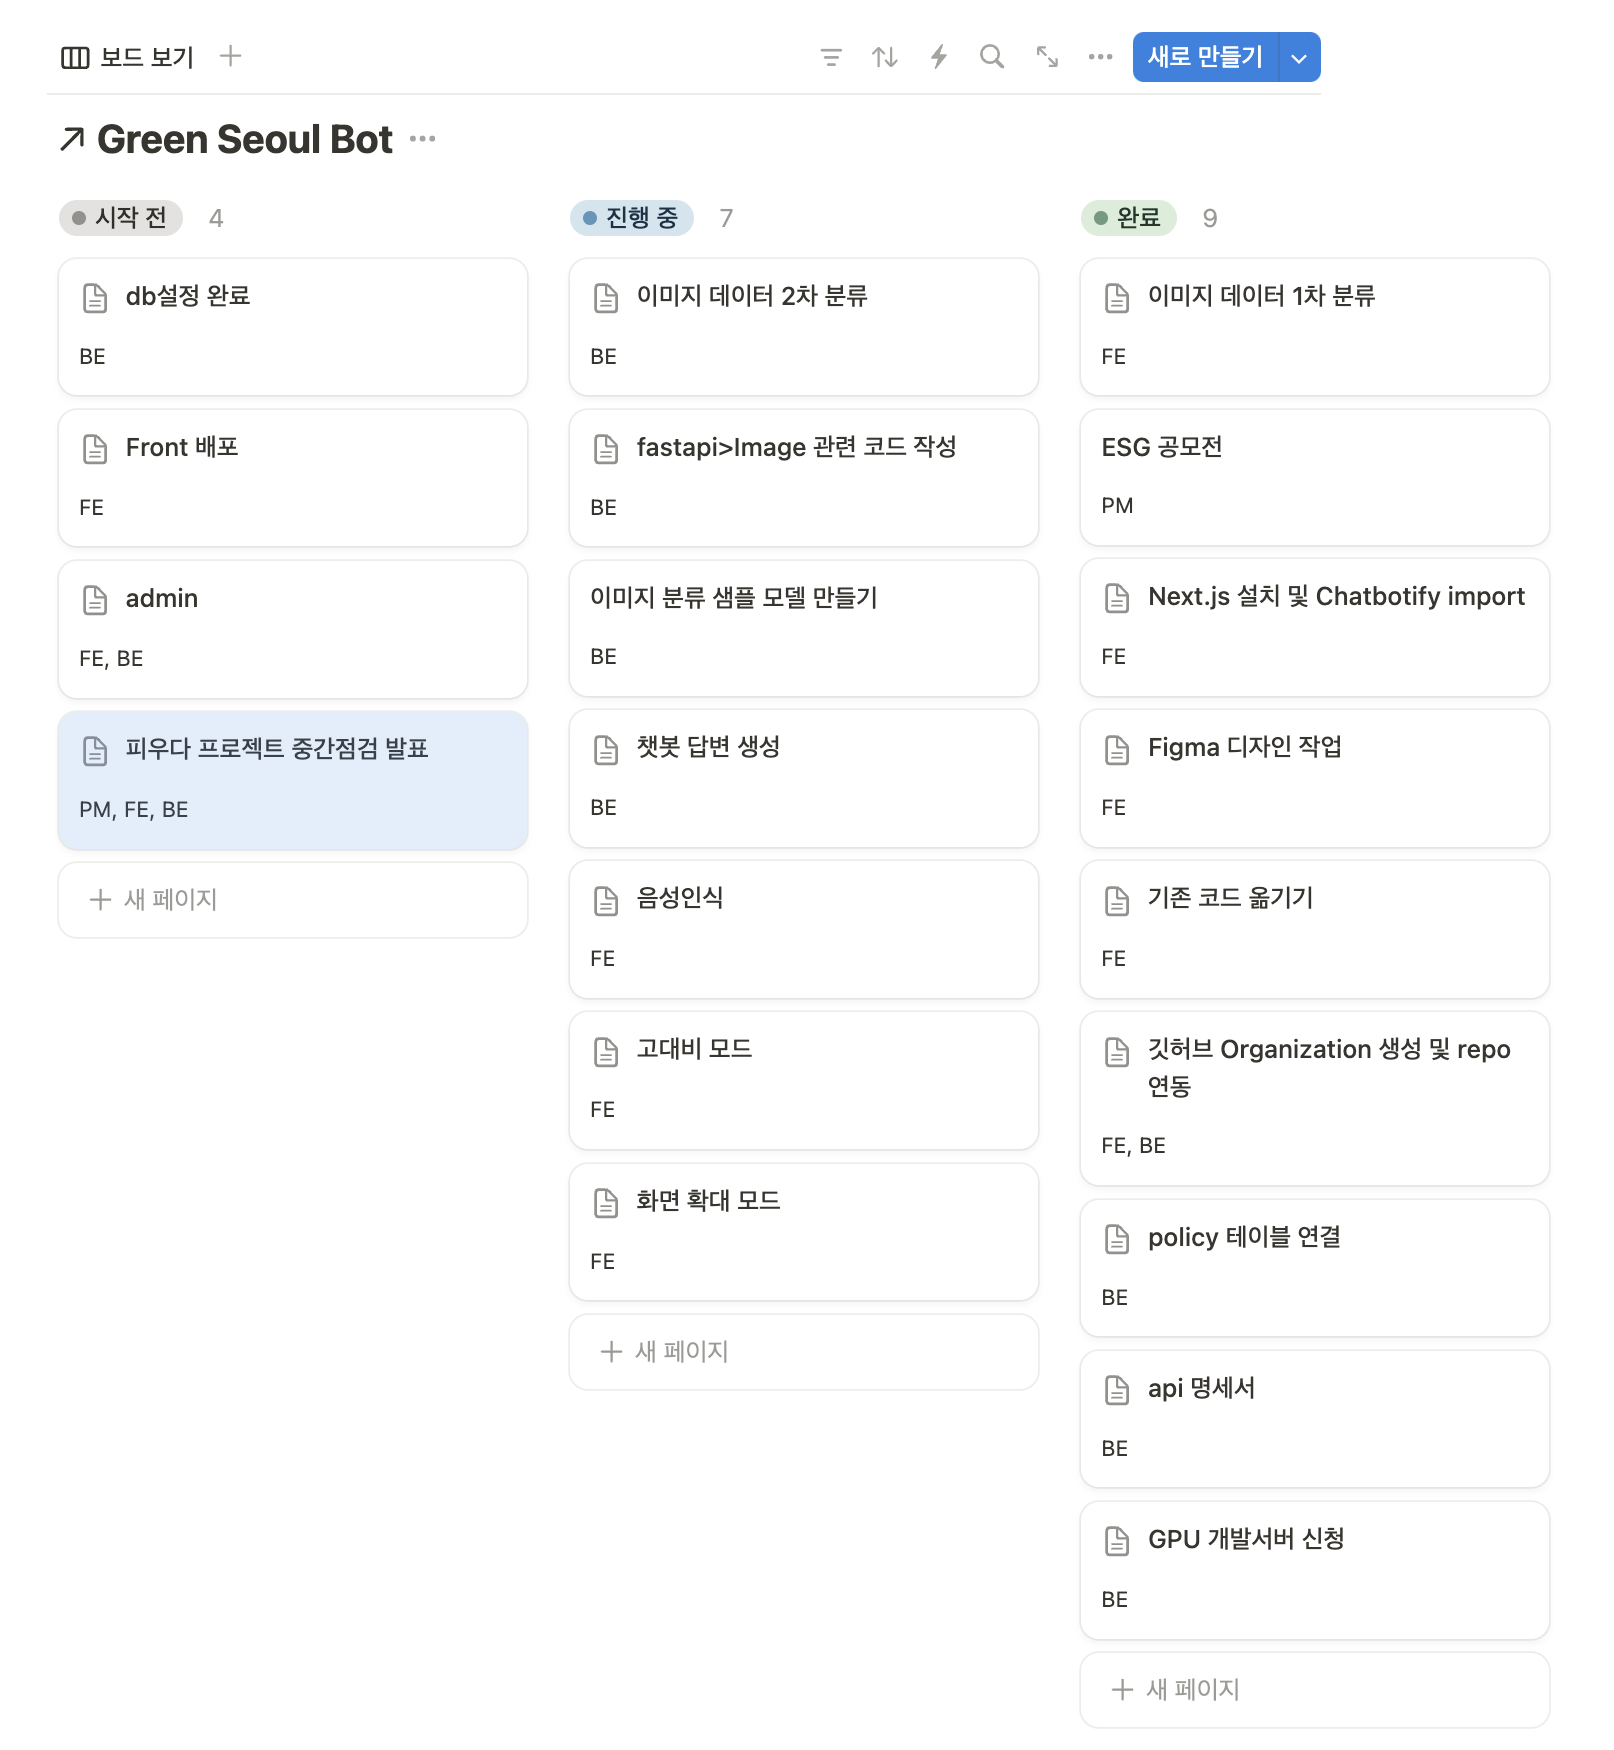 보드 보기
새로 만들기
Green Seoul Bot
시작 전 4
db설정 완료
BE
Front 배포
FE
admin
FE, BE
피우다 프로젝트 중간점검 발표
PM, FE, BE
새 페이지
진행 중 7
이미지 데이터 2차 분류
BE
fastapi>Image 관련 코드 작성
BE
이미지 분류 샘플 모델 만들기
BE
챗봇 답변 생성
BE
음성인식
FE
고대비 모드
FE
화면 확대 모드
FE
새 페이지
완료 9
이미지 데이터 1차 분류
FE
ESG 공모전
PM
Next.js 설치 및 Chatbotify import
FE
Figma 디자인 작업
FE
기존 코드 옮기기
FE
깃허브 Organization 생성 및 repo
연동
FE, BE
policy 테이블 연결
BE
api 명세서
BE
GPU 개발서버 신청
BE
새 페이지